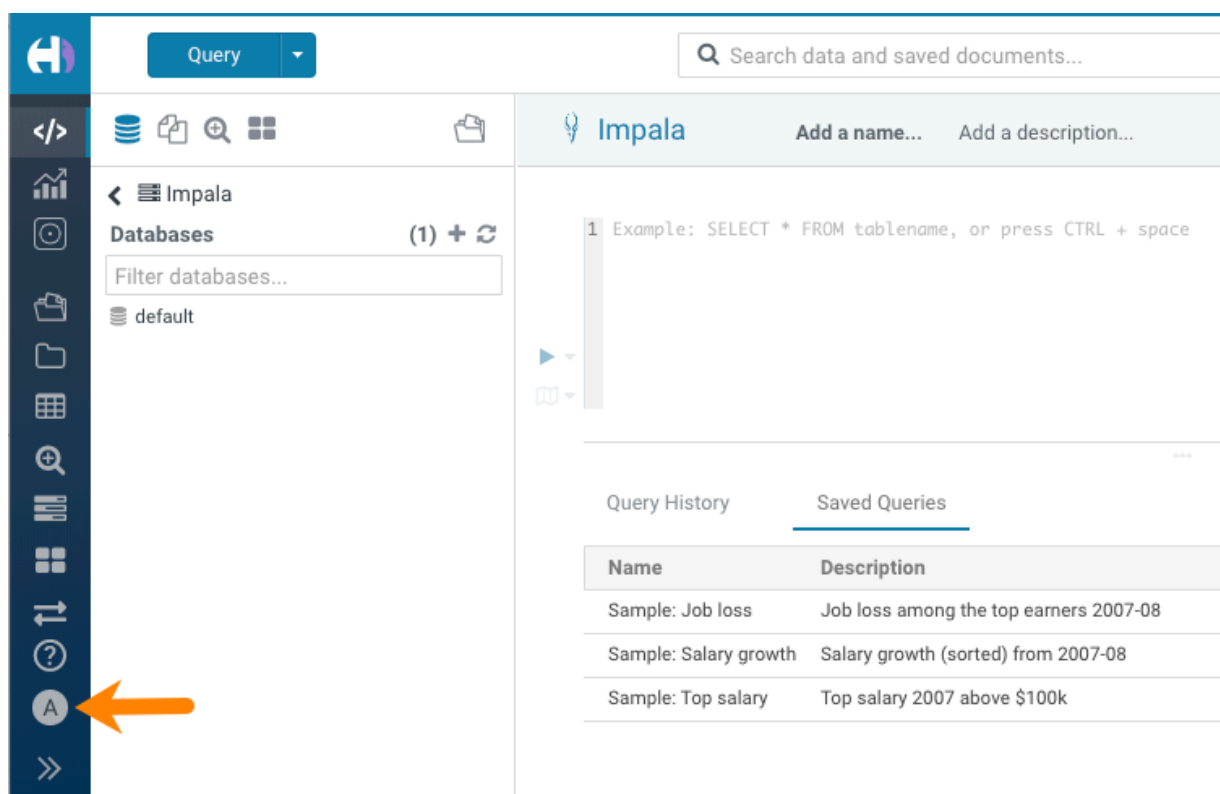 Query
Search data and saved documents...
</>
Impala
Add a name...
Add a description...
Impala
Databases
(1)
Filter databases...
default
1
Example: SELECT * FROM tablename, or press CTRL + space
Query History
Saved Queries
Name Description
Sample: Job loss Job loss among the top earners 2007-08
Sample: Salary growth Salary growth (sorted) from 2007-08
Sample: Top salary Top salary 2007 above $100k
?
A